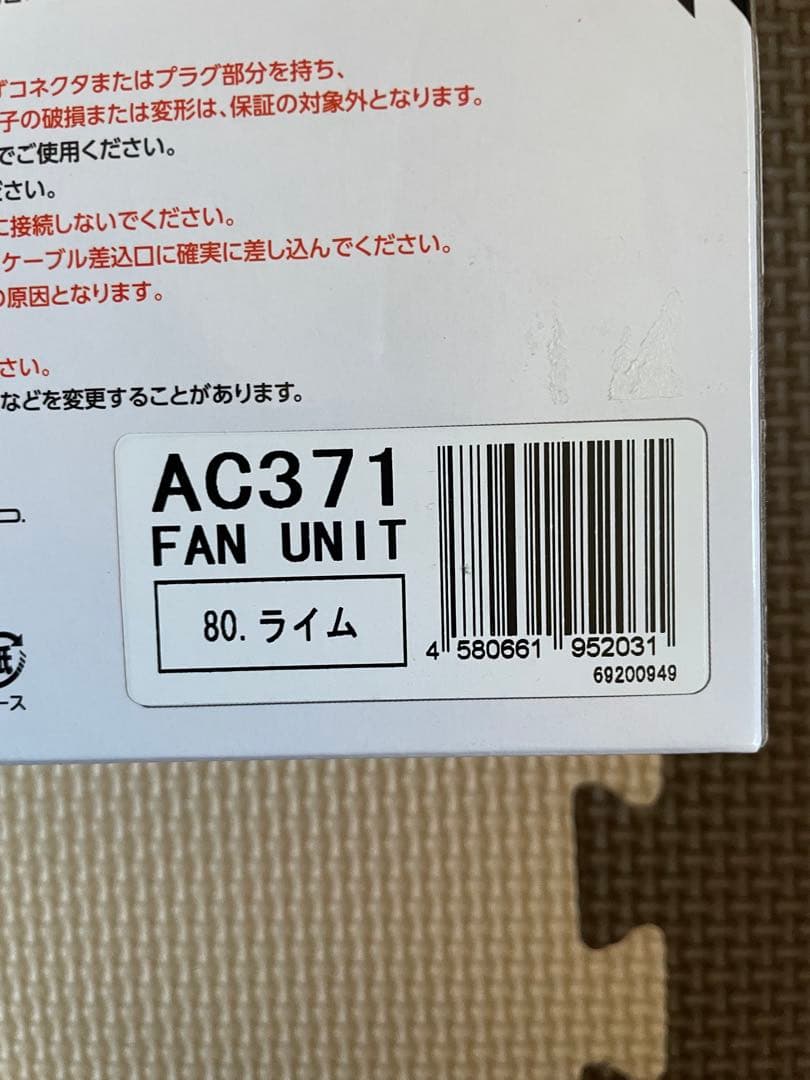 ずコネクタまたはプラグ部分を持ち、
子の破損または変形は、保証の対象外となります。
でご使用ください。
ださい。
に接続しないでください。
ケーブル差込口に確実に差し込んでください。
の原因となります。
さい。
などを変更することがあります。
AC371
FAN UNIT
80.ライム
4 580661 952031
69200949
コ.
紙
ース